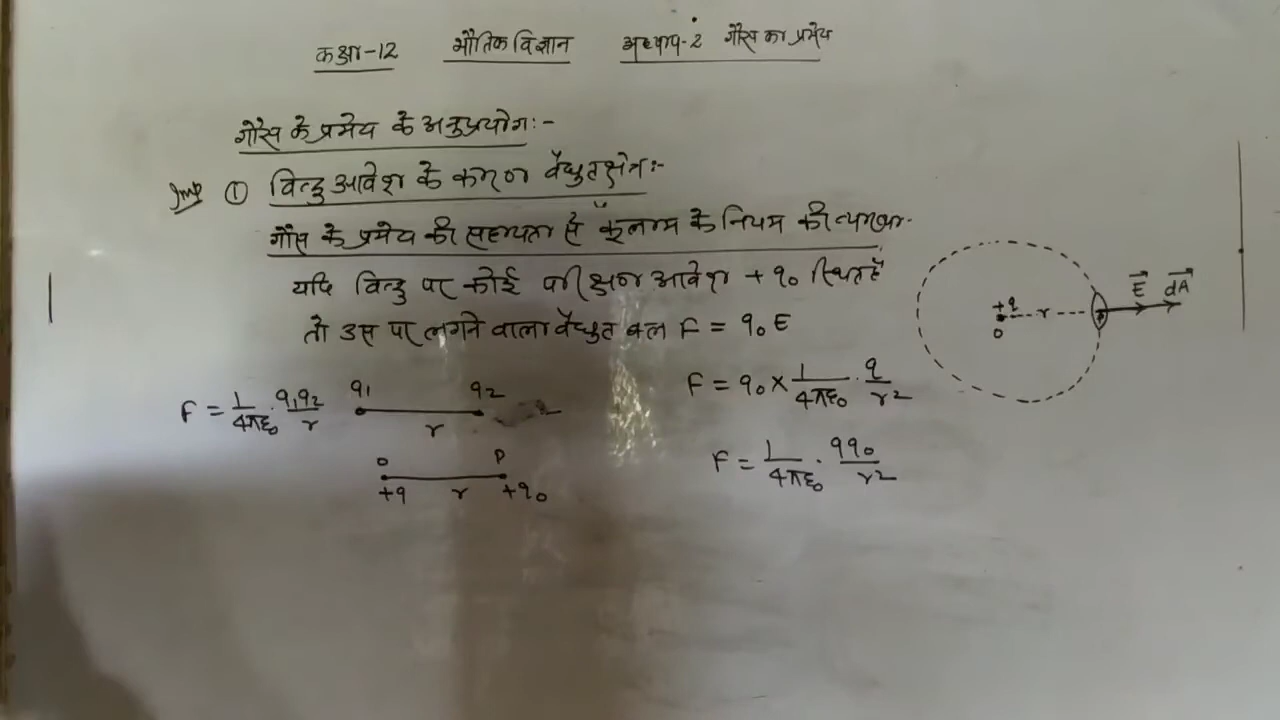 कक्षा-12 भौतिक विज्ञान अध्याय-2 गौस का प्रमेय
गौस के प्रमेय के अनुप्रयोग:-
Imp ① विन्दु आवेश के कारण वैद्युत क्षेत्र:-
गौस के प्रमेय की सहायता से कूलाम के नियम की व्याख्या-
यदि विन्दु पर कोई परीक्षण आवेश +q₀ स्थित है
तो उस पर लगने वाला वैद्युत बल F = q₀E
F = q₀ × 1/4πε₀ · q/r²
F = 1/4πε₀ · qq₀/r²
F = 1/4πε₀ · q₁q₂/r
q₁ q₂
r
O P
+q r +q₀
+q r E⃗ dA⃗
O